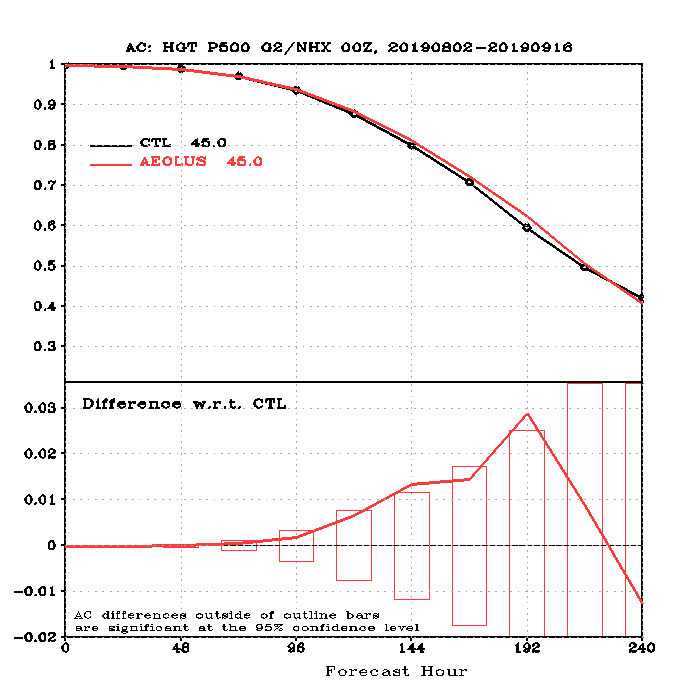 AC: HGT P500 G2/NHX 00Z, 20190802-20190916
1
0.9
0.8
0.7
0.6
0.5
0.4
0.3
CTL 45.0
AEOLUS 45.0
Difference w.r.t. CTL
0.03
0.02
0.01
0
-0.01
-0.02
AC differences outside of outline bars
are significant at the 95% confidence level
0 48 96 144 192 240
Forecast Hour